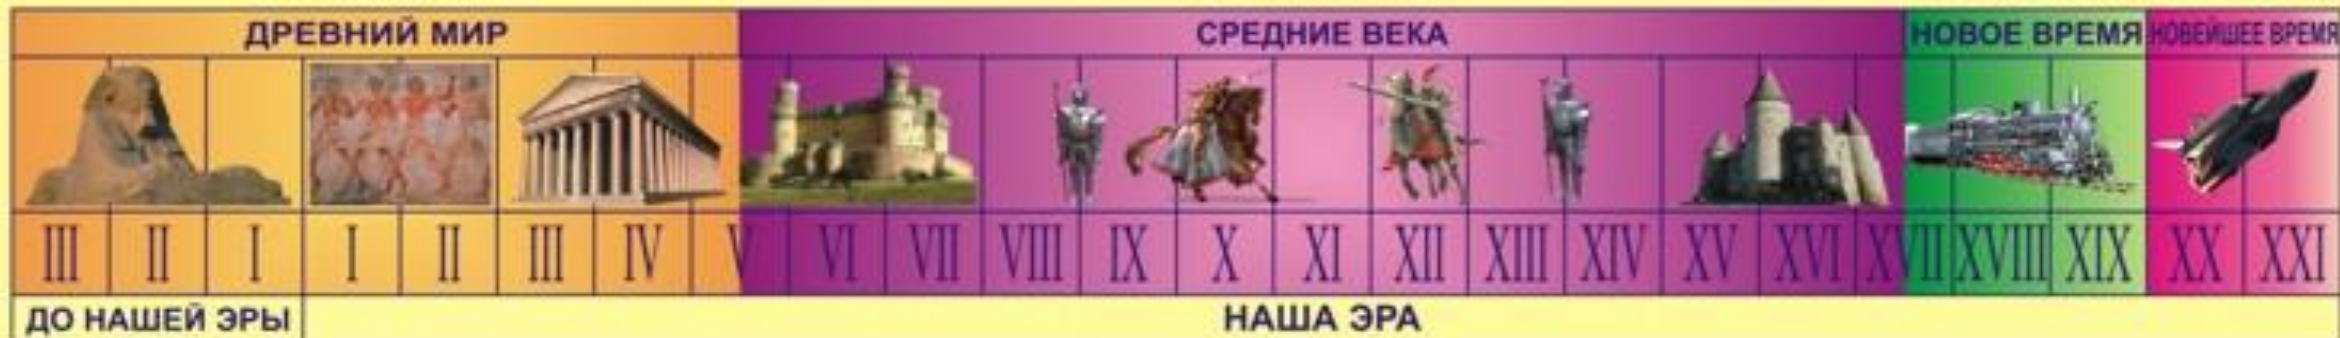 ДРЕВНИЙ МИР СРЕДНИЕ ВЕКА НОВОЕ ВРЕМЯ НОВЕЙШЕЕ ВРЕМЯ
III II I I II III IV V VI VII VIII IX X XI XII XIII XIV XV XVI XVII XVIII XIX XX XXI
ДО НАШЕЙ ЭРЫ НАША ЭРА